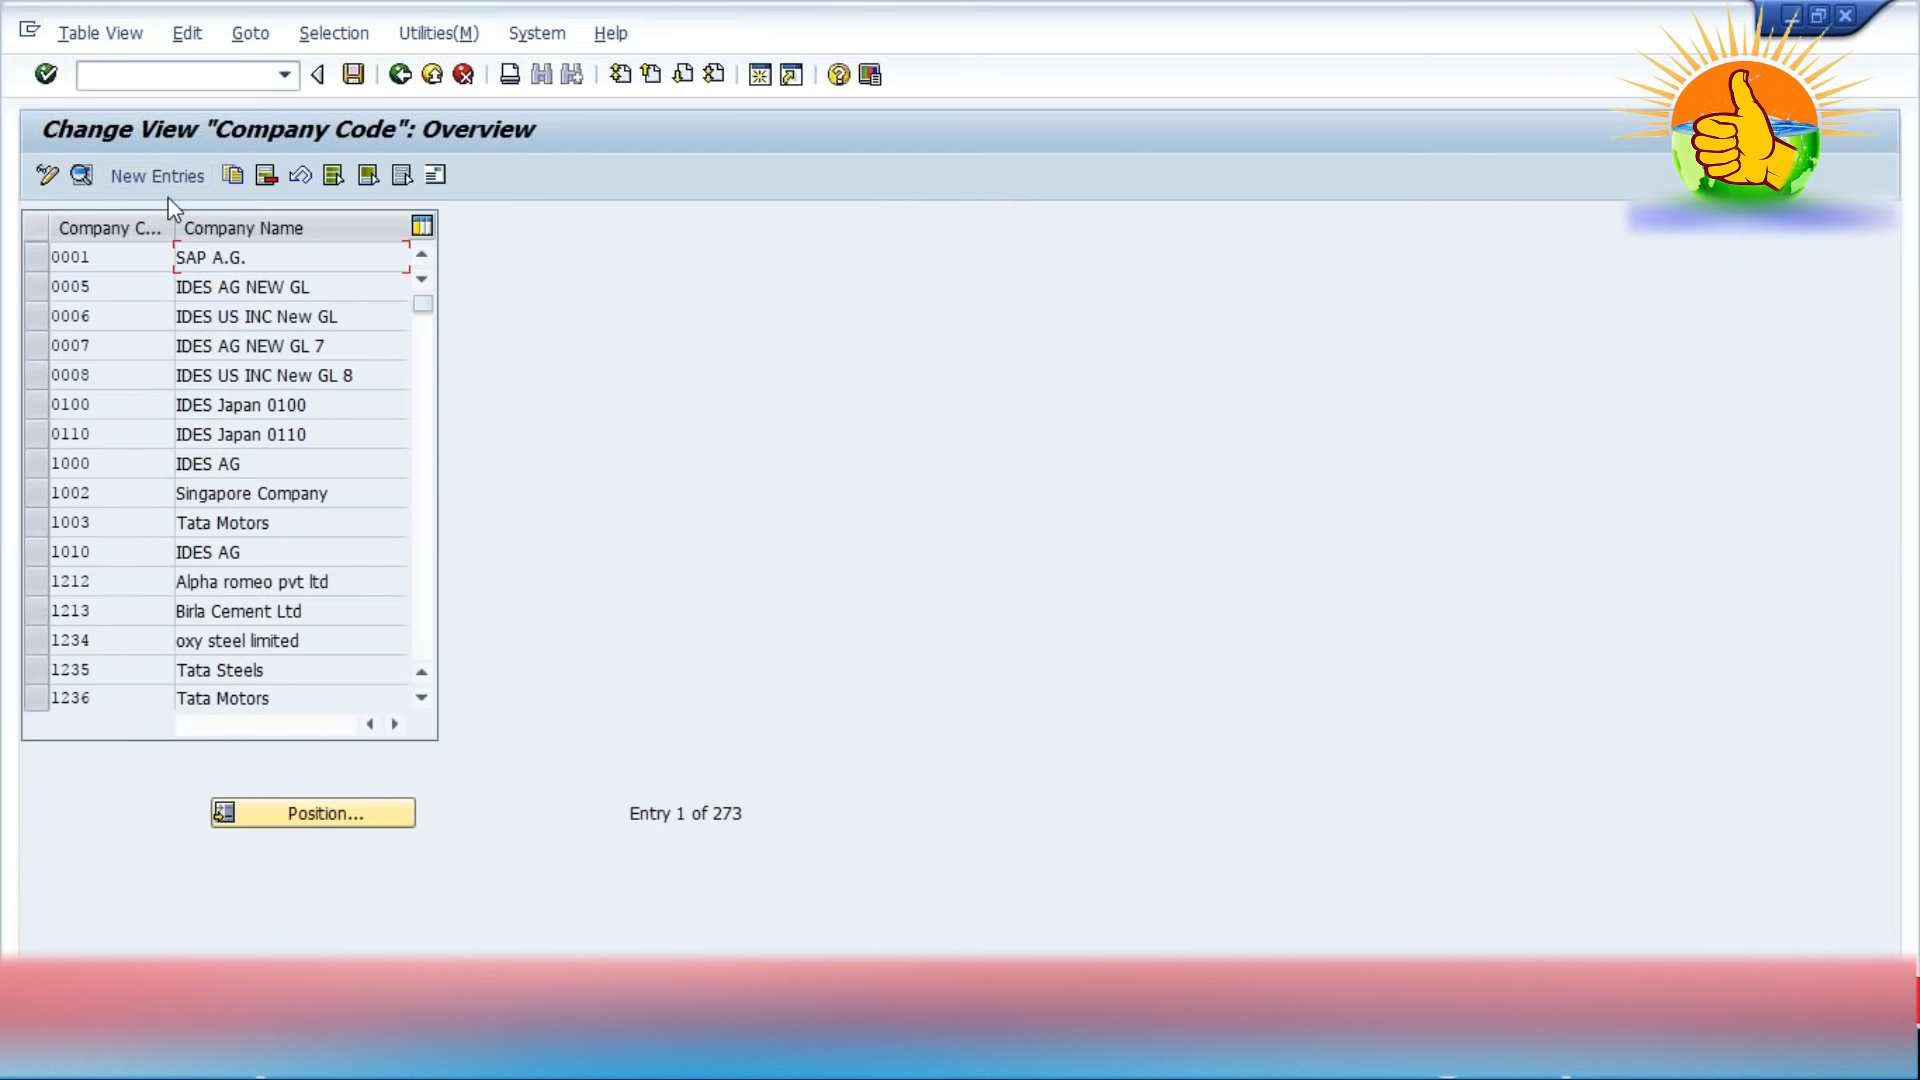 Table View Edit Goto Selection Utilities(M) System Help
Change View "Company Code": Overview
New Entries
Company C... Company Name
0001 SAP A.G.
0005 IDES AG NEW GL
0006 IDES US INC New GL
0007 IDES AG NEW GL 7
0008 IDES US INC New GL 8
0100 IDES Japan 0100
0110 IDES Japan 0110
1000 IDES AG
1002 Singapore Company
1003 Tata Motors
1010 IDES AG
1212 Alpha romeo pvt ltd
1213 Birla Cement Ltd
1234 oxy steel limited
1235 Tata Steels
1236 Tata Motors
Position... Entry 1 of 273